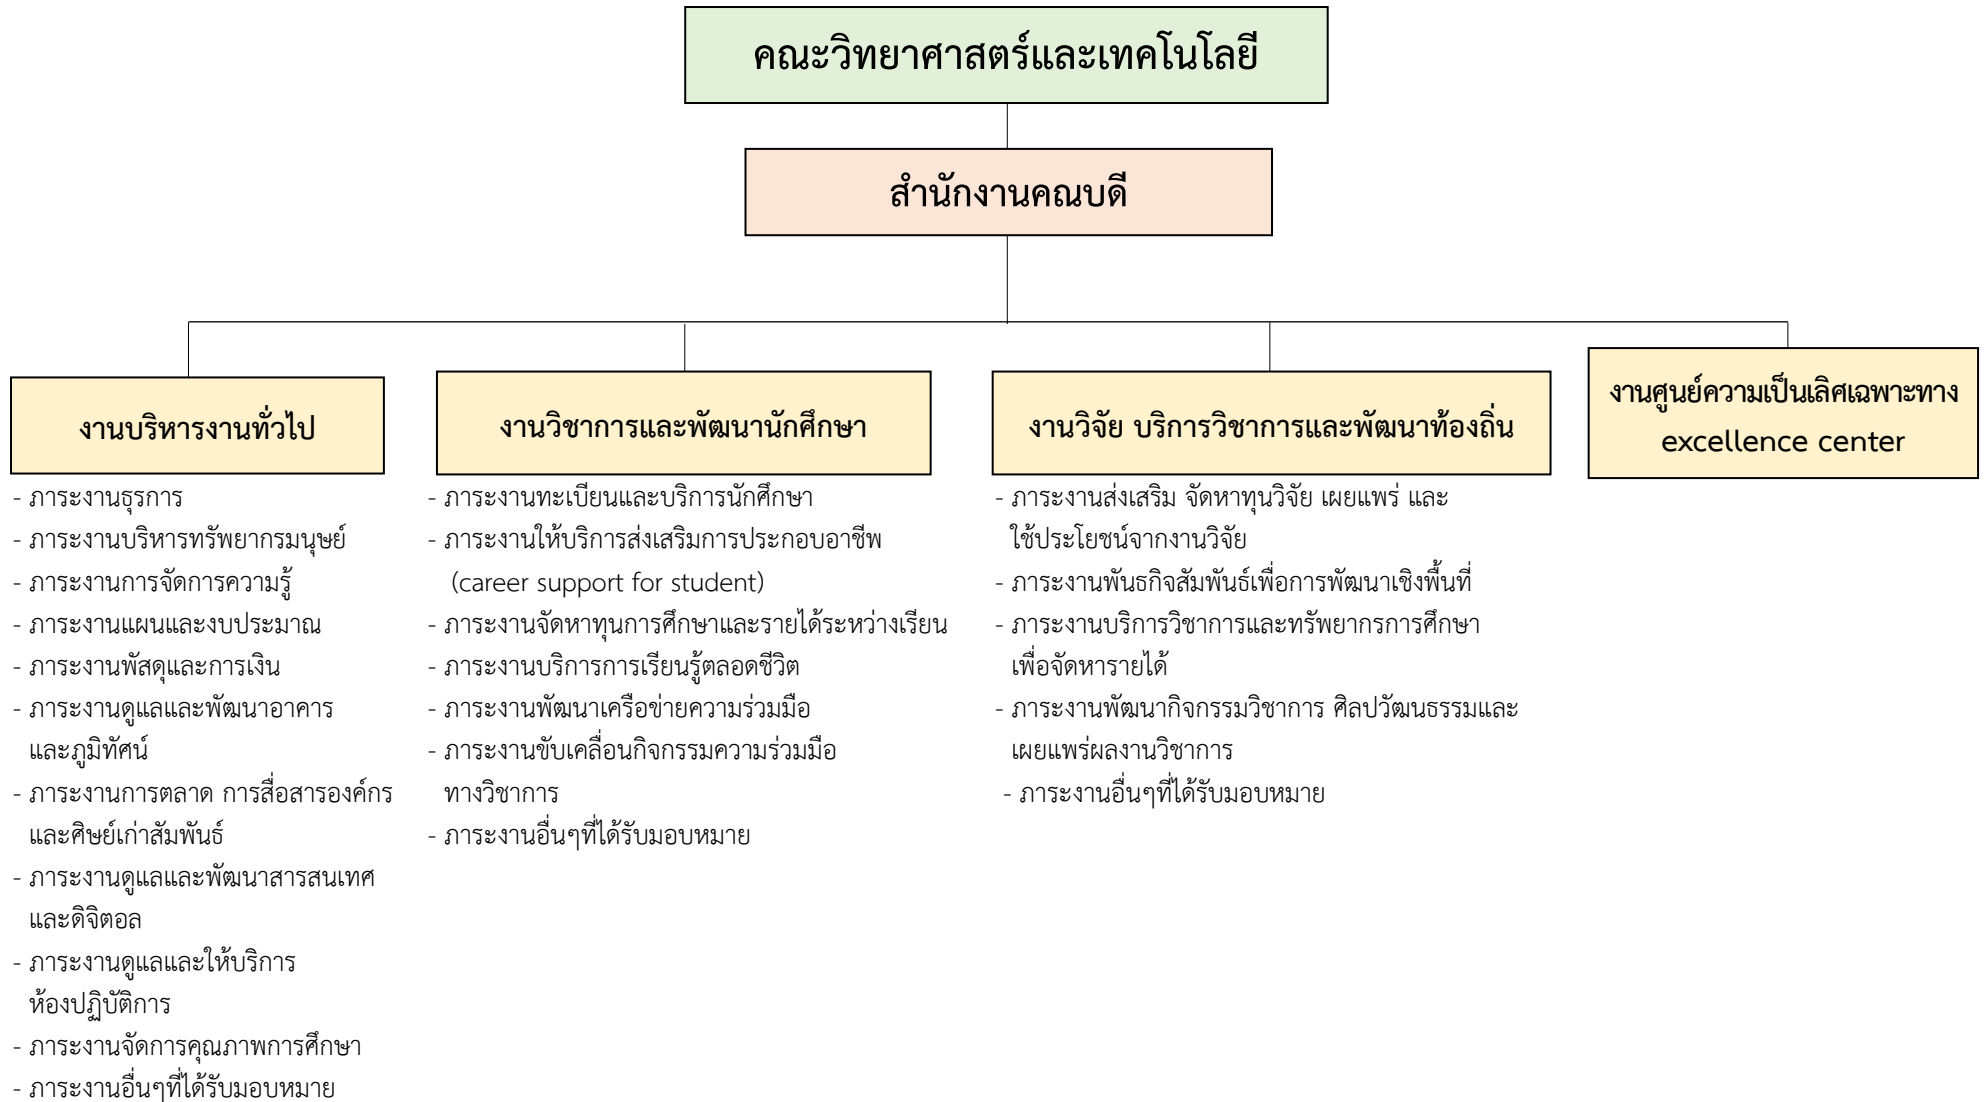 คณะวิทยาศาสตร์และเทคโนโลยี
สำนักงานคณบดี
งานบริหารงานทั่วไป
- ภาระงานธุรการ
- ภาระงานบริหารทรัพยากรมนุษย์
- ภาระงานการจัดการความรู้
- ภาระงานแผนและงบประมาณ
- ภาระงานพัสดุและการเงิน
- ภาระงานดูแลและพัฒนาอาคาร
และภูมิทัศน์
- ภาระงานการตลาด การสื่อสารองค์กร
และศิษย์เก่าสัมพันธ์
- ภาระงานดูแลและพัฒนาสารสนเทศ
และดิจิตอล
- ภาระงานดูแลและให้บริการ
ห้องปฏิบัติการ
- ภาระงานจัดการคุณภาพการศึกษา
- ภาระงานอื่นๆที่ได้รับมอบหมาย
งานวิชาการและพัฒนานักศึกษา
- ภาระงานทะเบียนและบริการนักศึกษา
- ภาระงานให้บริการส่งเสริมการประกอบอาชีพ
(career support for student)
- ภาระงานจัดหาทุนการศึกษาและรายได้ระหว่างเรียน
- ภาระงานบริการการเรียนรู้ตลอดชีวิต
- ภาระงานพัฒนาเครือข่ายความร่วมมือ
- ภาระงานขับเคลื่อนกิจกรรมความร่วมมือ
ทางวิชาการ
- ภาระงานอื่นๆที่ได้รับมอบหมาย
งานวิจัย บริการวิชาการและพัฒนาท้องถิ่น
- ภาระงานส่งเสริม จัดหาทุนวิจัย เผยแพร่ และ
ใช้ประโยชน์จากงานวิจัย
- ภาระงานพันธกิจสัมพันธ์เพื่อการพัฒนาเชิงพื้นที่
- ภาระงานบริการวิชาการและทรัพยากรการศึกษา
เพื่อจัดหารายได้
- ภาระงานพัฒนากิจกรรมวิชาการ ศิลปวัฒนธรรมและ
เผยแพร่ผลงานวิชาการ
- ภาระงานอื่นๆที่ได้รับมอบหมาย
งานศูนย์ความเป็นเลิศเฉพาะทาง
excellence center